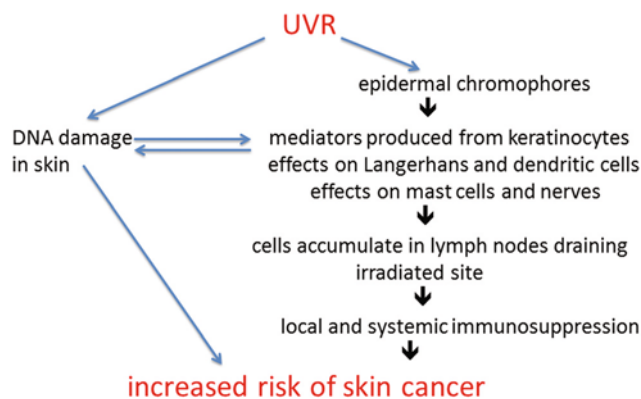 UVR
epidermal chromophores
DNA damage
in skin
mediators produced from keratinocytes
effects on Langerhans and dendritic cells
effects on mast cells and nerves
cells accumulate in lymph nodes draining
irradiated site
local and systemic immunosuppression
increased risk of skin cancer